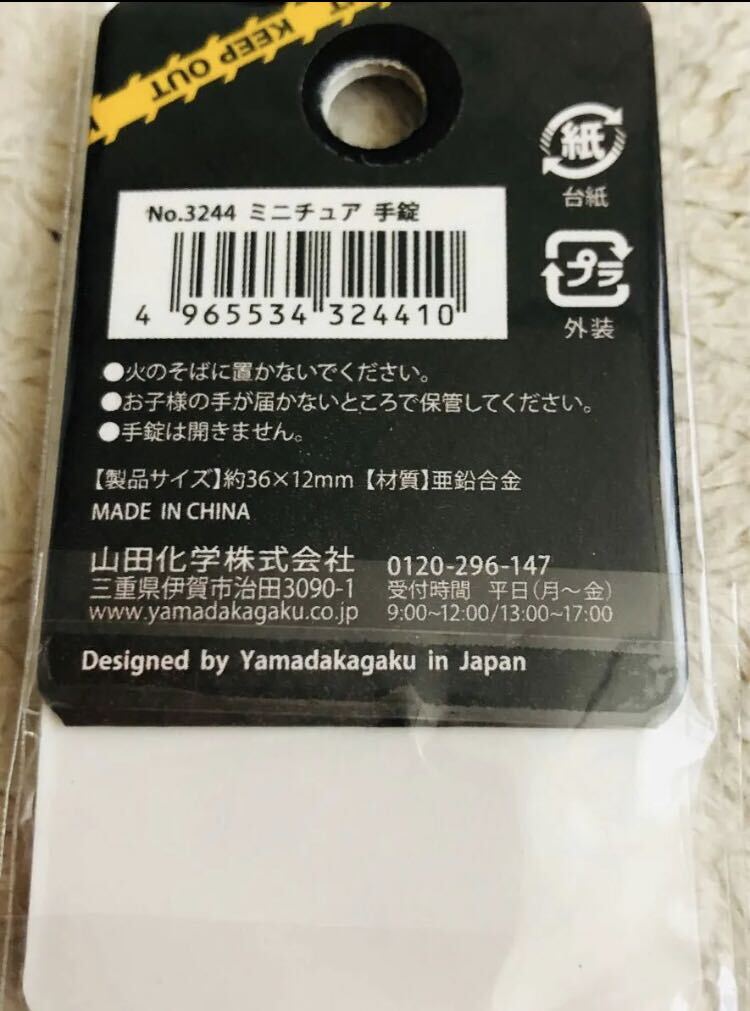 KEEP OUT
No.3244 ミニチュア 手錠
4 965534 324410
紙
台紙
プラ
外装
●火のそばに置かないでください。
●お子様の手が届かないところで保管してください。
●手錠は開きません。
【製品サイズ】約36×12mm【材質】亜鉛合金
MADE IN CHINA
山田化学株式会社
三重県伊賀市治田3090-1
www.yamadakagaku.co.jp
0120-296-147
受付時間 平日(月~金)
9:00~12:00/13:00~17:00
Designed by Yamadakagaku in Japan